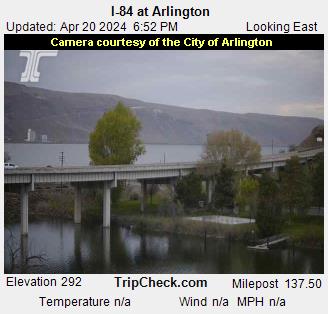 I-84 at Arlington
Updated: Apr 20 2024 6:52 PM Looking East
Camera courtesy of the City of Arlington
Elevation 292 TripCheck.com Milepost 137.50
Temperature n/a Wind n/a MPH n/a